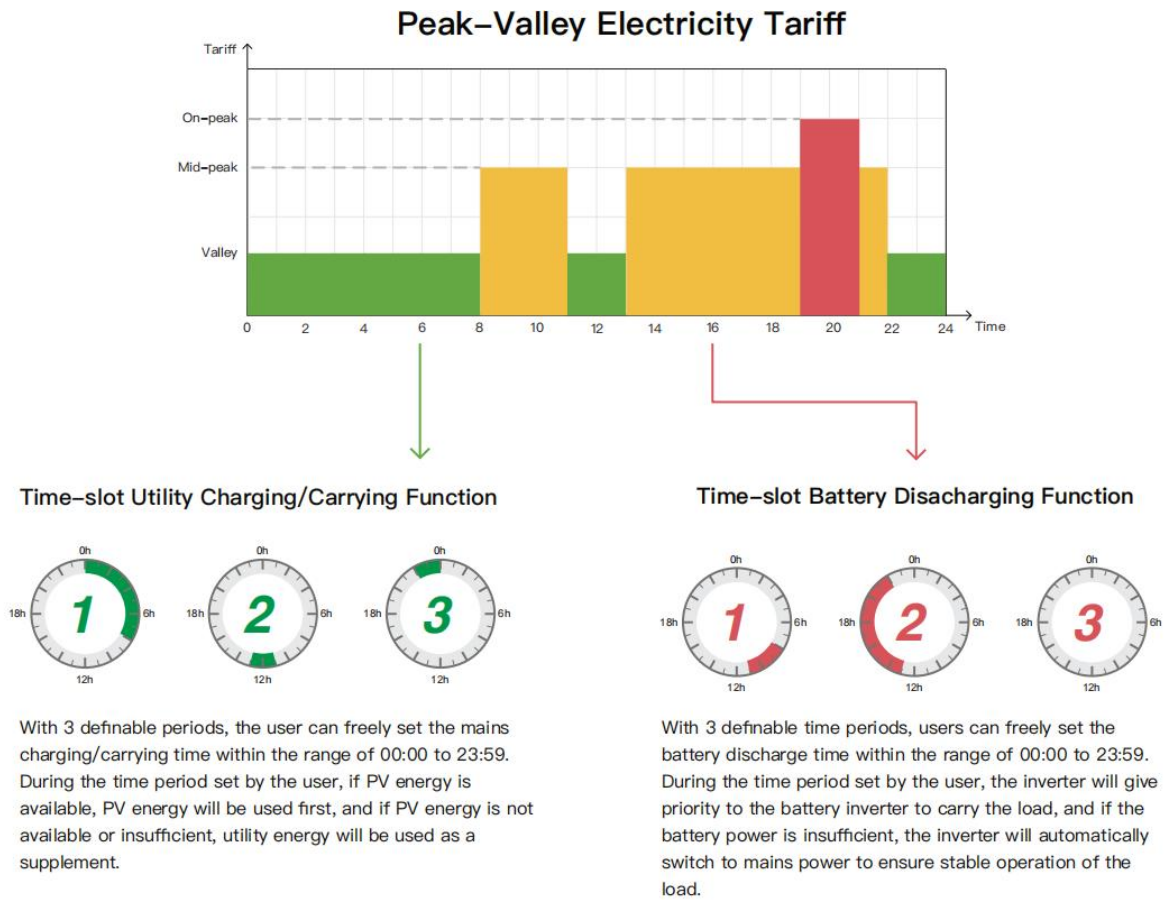 Peak–Valley Electricity Tariff
Tariff
On–peak
Mid–peak
Valley
0 2 4 6 8 10 12 14 16 18 20 22 24 Time
Time–slot Utility Charging/Carrying Function
0h
6h
12h
18h
1
0h
6h
12h
18h
2
0h
6h
12h
18h
3
With 3 definable periods, the user can freely set the mains
charging/carrying time within the range of 00:00 to 23:59.
During the time period set by the user, if PV energy is
available, PV energy will be used first, and if PV energy is not
available or insufficient, utility energy will be used as a
supplement.
Time–slot Battery Disacharging Function
0h
6h
12h
18h
1
0h
6h
12h
18h
2
0h
6h
12h
18h
3
With 3 definable time periods, users can freely set the
battery discharge time within the range of 00:00 to 23:59.
During the time period set by the user, the inverter will give
priority to the battery inverter to carry the load, and if the
battery power is insufficient, the inverter will automatically
switch to mains power to ensure stable operation of the
load.